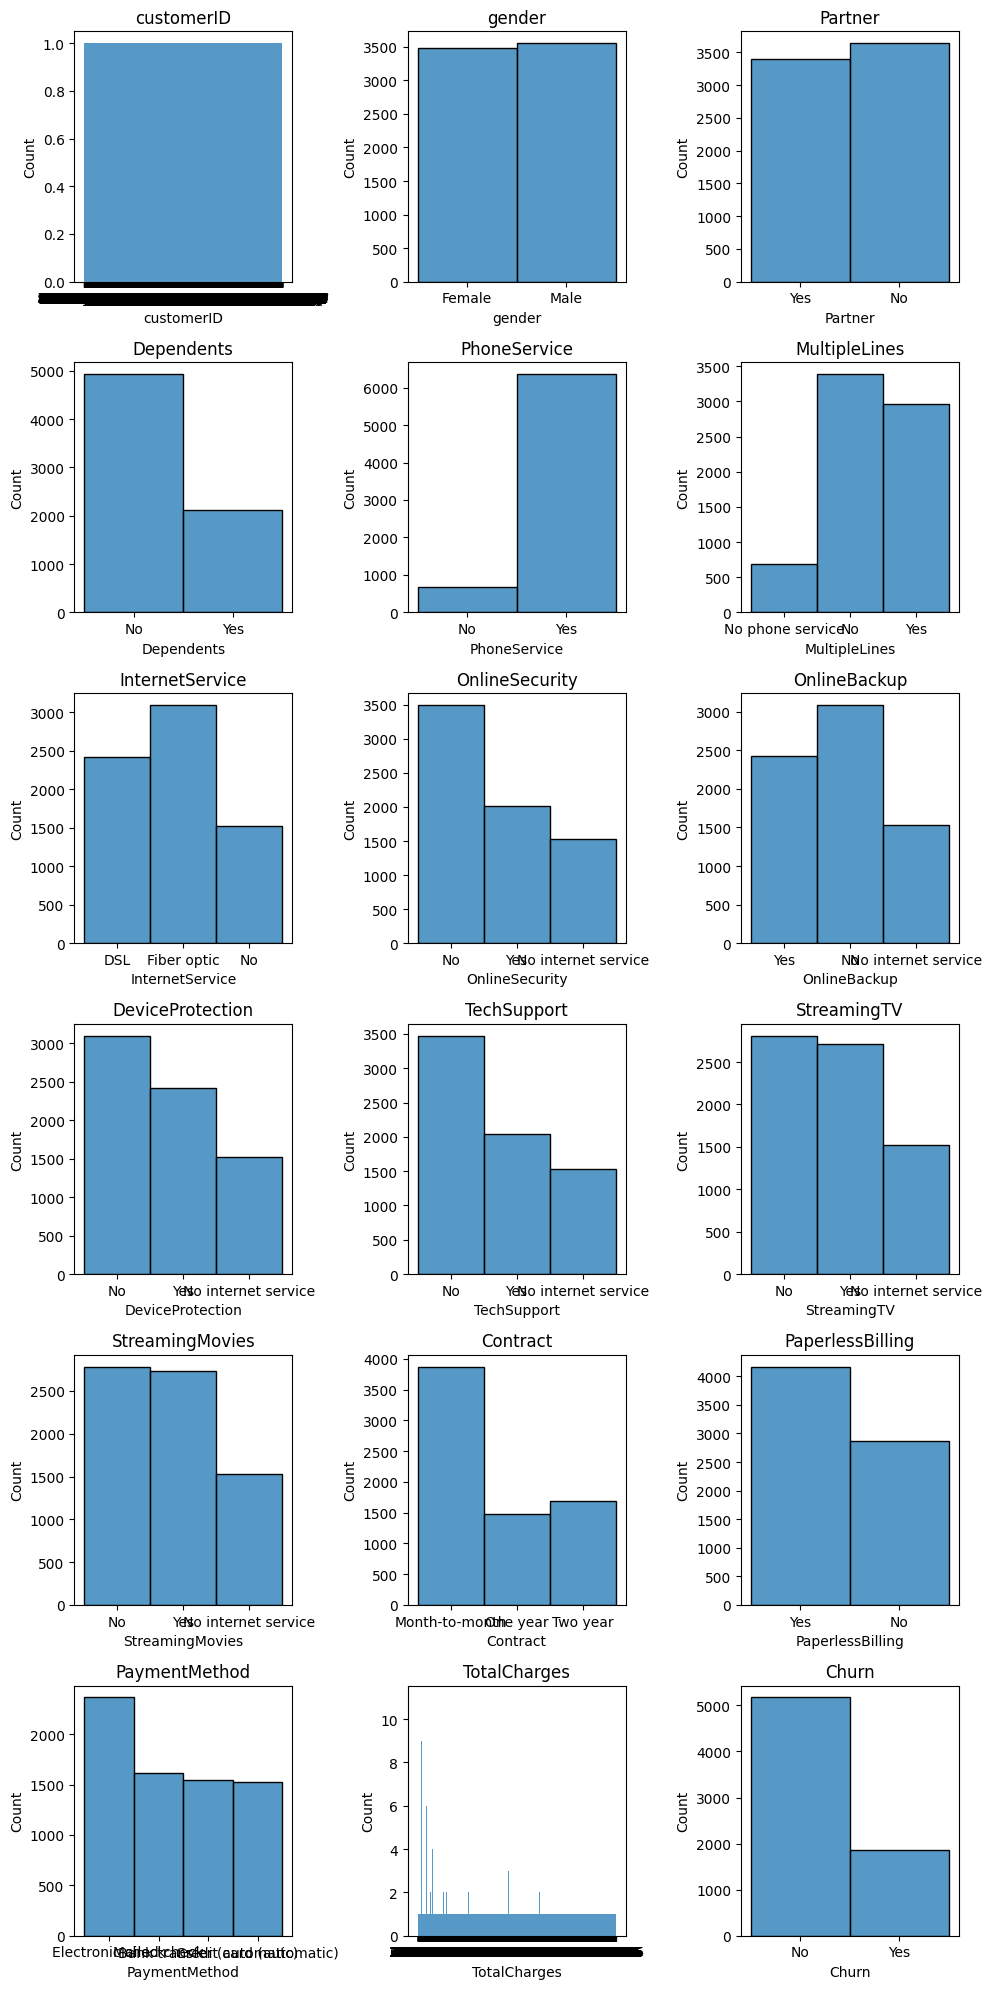 customerID
Count
1.0
0.8
0.6
0.4
0.2
0.0
customerID
gender
Count
3500
3000
2500
2000
1500
1000
500
0
Female Male
gender
Partner
Count
3500
3000
2500
2000
1500
1000
500
0
Yes No
Partner
Dependents
Count
5000
4000
3000
2000
1000
0
No Yes
Dependents
PhoneService
Count
6000
5000
4000
3000
2000
1000
0
No Yes
PhoneService
MultipleLines
Count
3500
3000
2500
2000
1500
1000
500
0
No phone service No Yes
MultipleLines
InternetService
Count
3000
2500
2000
1500
1000
500
0
DSL Fiber optic No
InternetService
OnlineSecurity
Count
3500
3000
2500
2000
1500
1000
500
0
No Yes No internet service
OnlineSecurity
OnlineBackup
Count
3000
2500
2000
1500
1000
500
0
Yes No No internet service
OnlineBackup
DeviceProtection
Count
3000
2500
2000
1500
1000
500
0
No Yes No internet service
DeviceProtection
TechSupport
Count
3500
3000
2500
2000
1500
1000
500
0
No Yes No internet service
TechSupport
StreamingTV
Count
2500
2000
1500
1000
500
0
No Yes No internet service
StreamingTV
StreamingMovies
Count
2500
2000
1500
1000
500
0
No Yes No internet service
StreamingMovies
Contract
Count
4000
3500
3000
2500
2000
1500
1000
500
0
Month-to-month One year Two year
Contract
PaperlessBilling
Count
4000
3500
3000
2500
2000
1500
1000
500
0
Yes No
PaperlessBilling
PaymentMethod
Count
2000
1500
1000
500
0
Electronic (automatic)
PaymentMethod
TotalCharges
Count
10
8
6
4
2
0
TotalCharges
Churn
Count
5000
4000
3000
2000
1000
0
No Yes
Churn